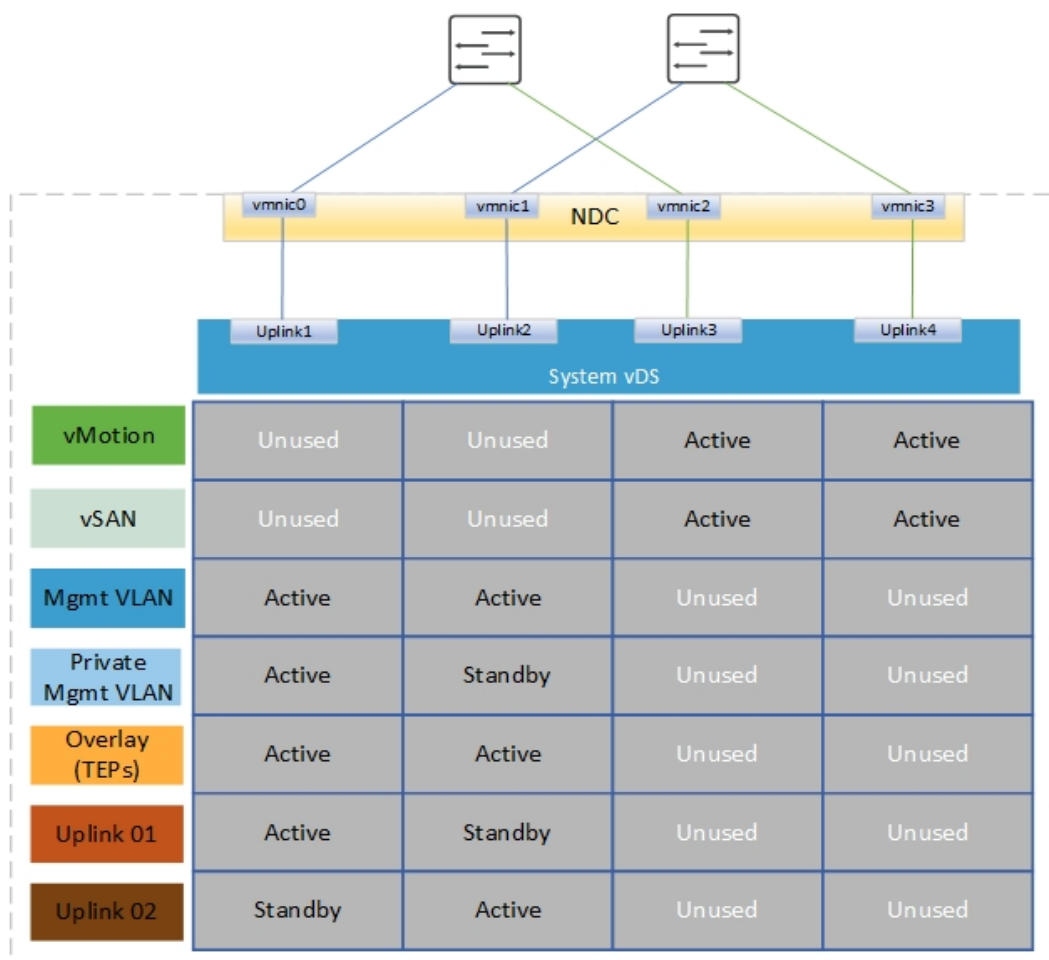 vmnic0
vmnic1
vmnic2
vmnic3
NDC
Uplink1
Uplink2
Uplink3
Uplink4
System vDS
vMotion
Unused
Unused
Active
Active
vSAN
Unused
Unused
Active
Active
Mgmt VLAN
Active
Active
Unused
Unused
Private
Mgmt VLAN
Active
Standby
Unused
Unused
Overlay
(TEPs)
Active
Active
Unused
Unused
Uplink 01
Active
Standby
Unused
Unused
Uplink 02
Standby
Active
Unused
Unused